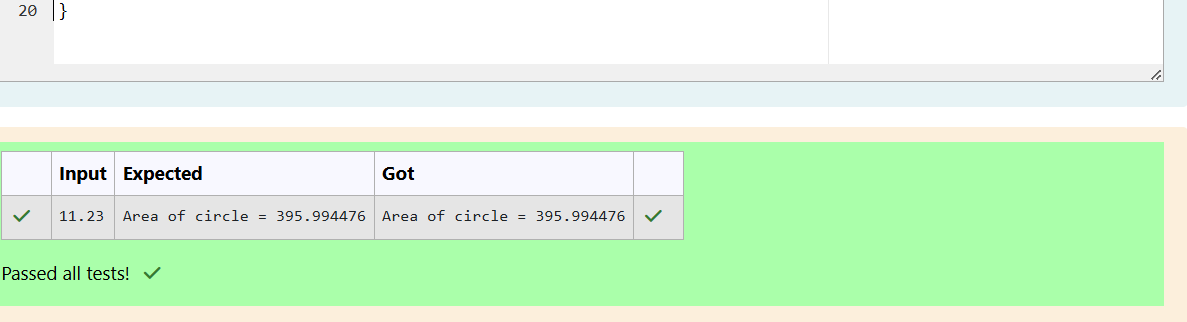 20 }
Input Expected Got
11.23 Area of circle = 395.994476 Area of circle = 395.994476
Passed all tests!